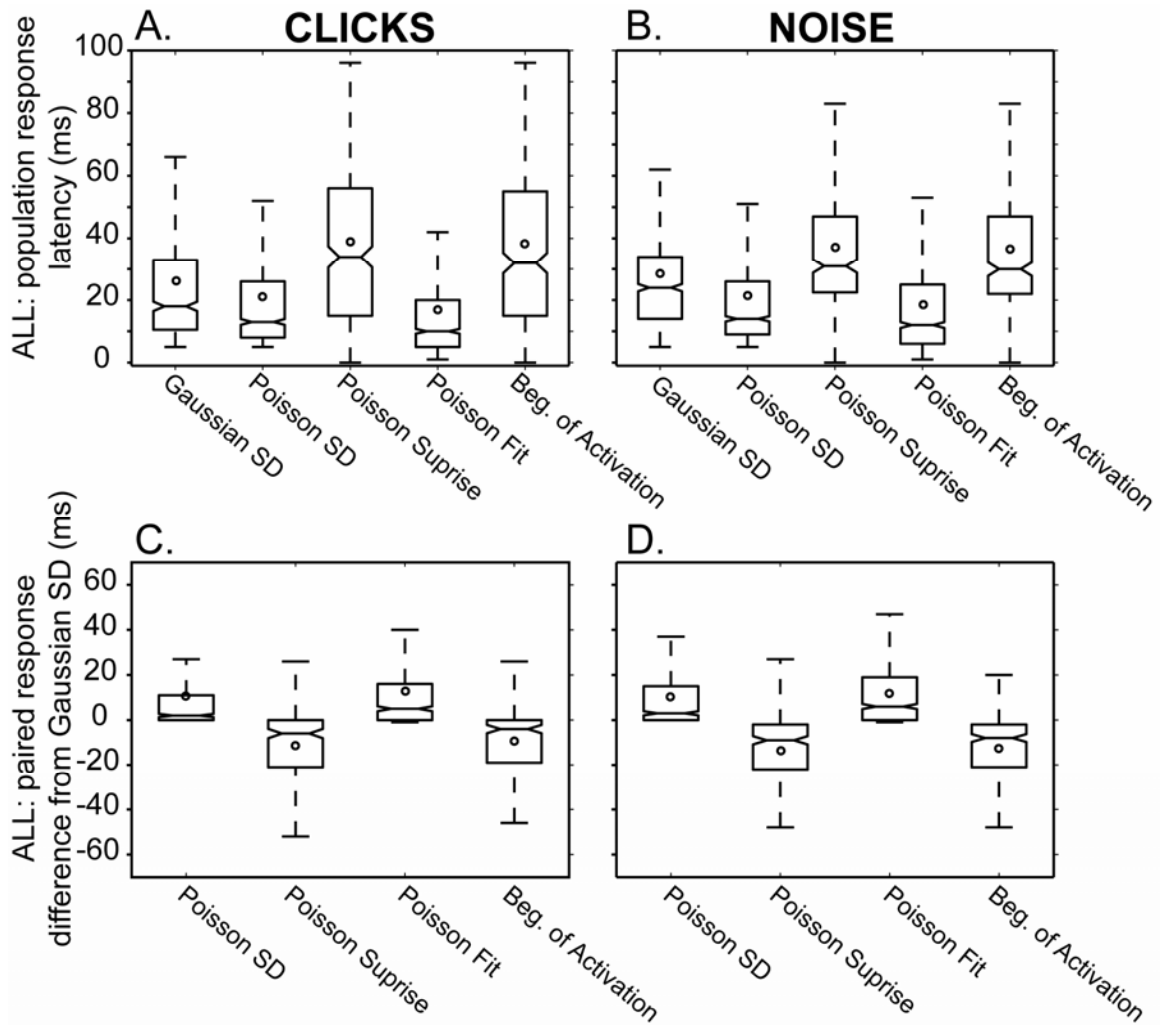 A.
CLICKS
B.
NOISE
ALL: population response
latency (ms)
100
80
60
40
20
0
Gaussian SD
Poisson SD
Poisson Suprise
Poisson Fit
Beg. of Activation
Gaussian SD
Poisson SD
Poisson Suprise
Poisson Fit
Beg. of Activation
C.
D.
ALL: paired response
difference from Gaussian SD (ms)
60
40
20
0
-20
-40
-60
Poisson SD
Poisson Suprise
Poisson Fit
Beg. of Activation
Poisson SD
Poisson Suprise
Poisson Fit
Beg. of Activation